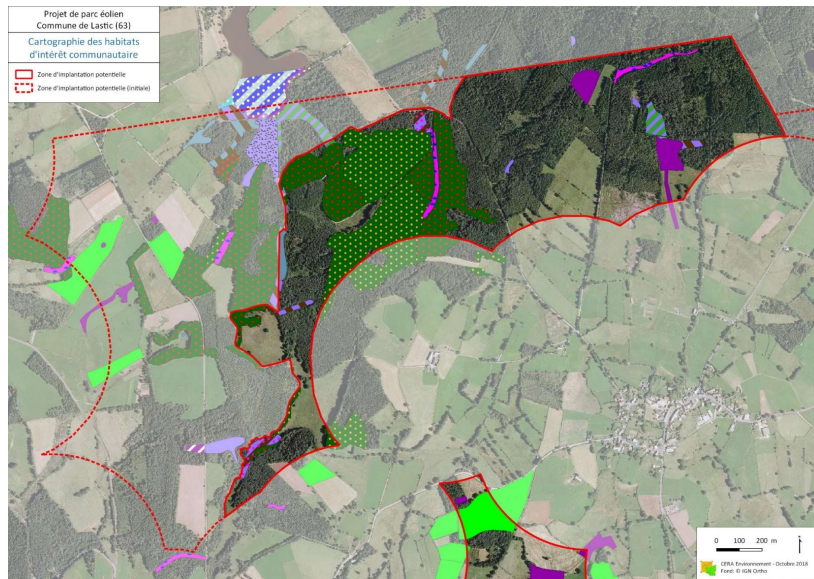 Projet de parc éolien
Commune de Lastic (63)
Cartographie des habitats
d'intérêt communautaire
Zone d'implantation potentielle
Zone d'implantation potentielle (initiale)
0 100 200 m
CERA Environnement - Octobre 2018
Fond: © IGN Ortho